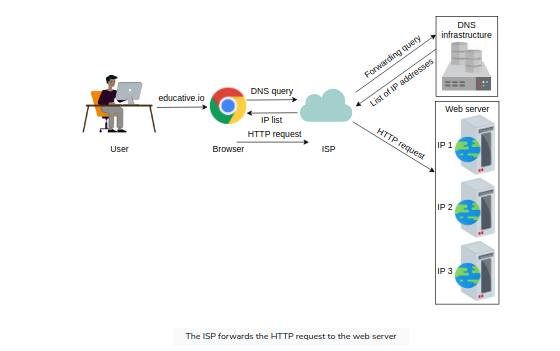 DNS
infrastructure
Forwarding query
List of IP addresses
educative.io
DNS query
IP list
HTTP request
User
Browser
ISP
HTTP request
Web server
IP 1
IP 2
IP 3
The ISP forwards the HTTP request to the web server